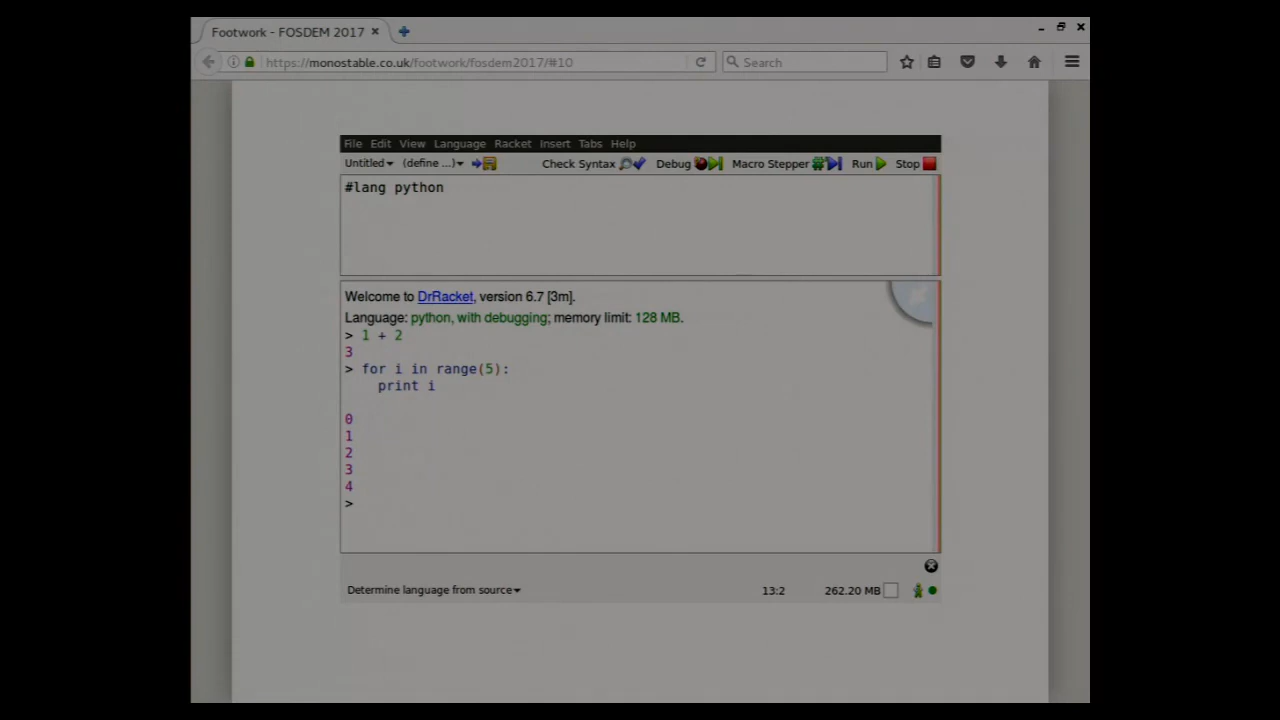 Footwork - FOSDEM 2017
https://monostable.co.uk/footwork/fosdem2017/#10
Search
File Edit View Language Racket Insert Tabs Help
Untitled (define ...) Check Syntax Debug Macro Stepper Run Stop
#lang python
Welcome to DrRacket, version 6.7 [3m].
Language: python, with debugging; memory limit: 128 MB.
> 1 + 2
3
> for i in range(5):
print i
0
1
2
3
4
>
Determine language from source 13:2 262.20 MB